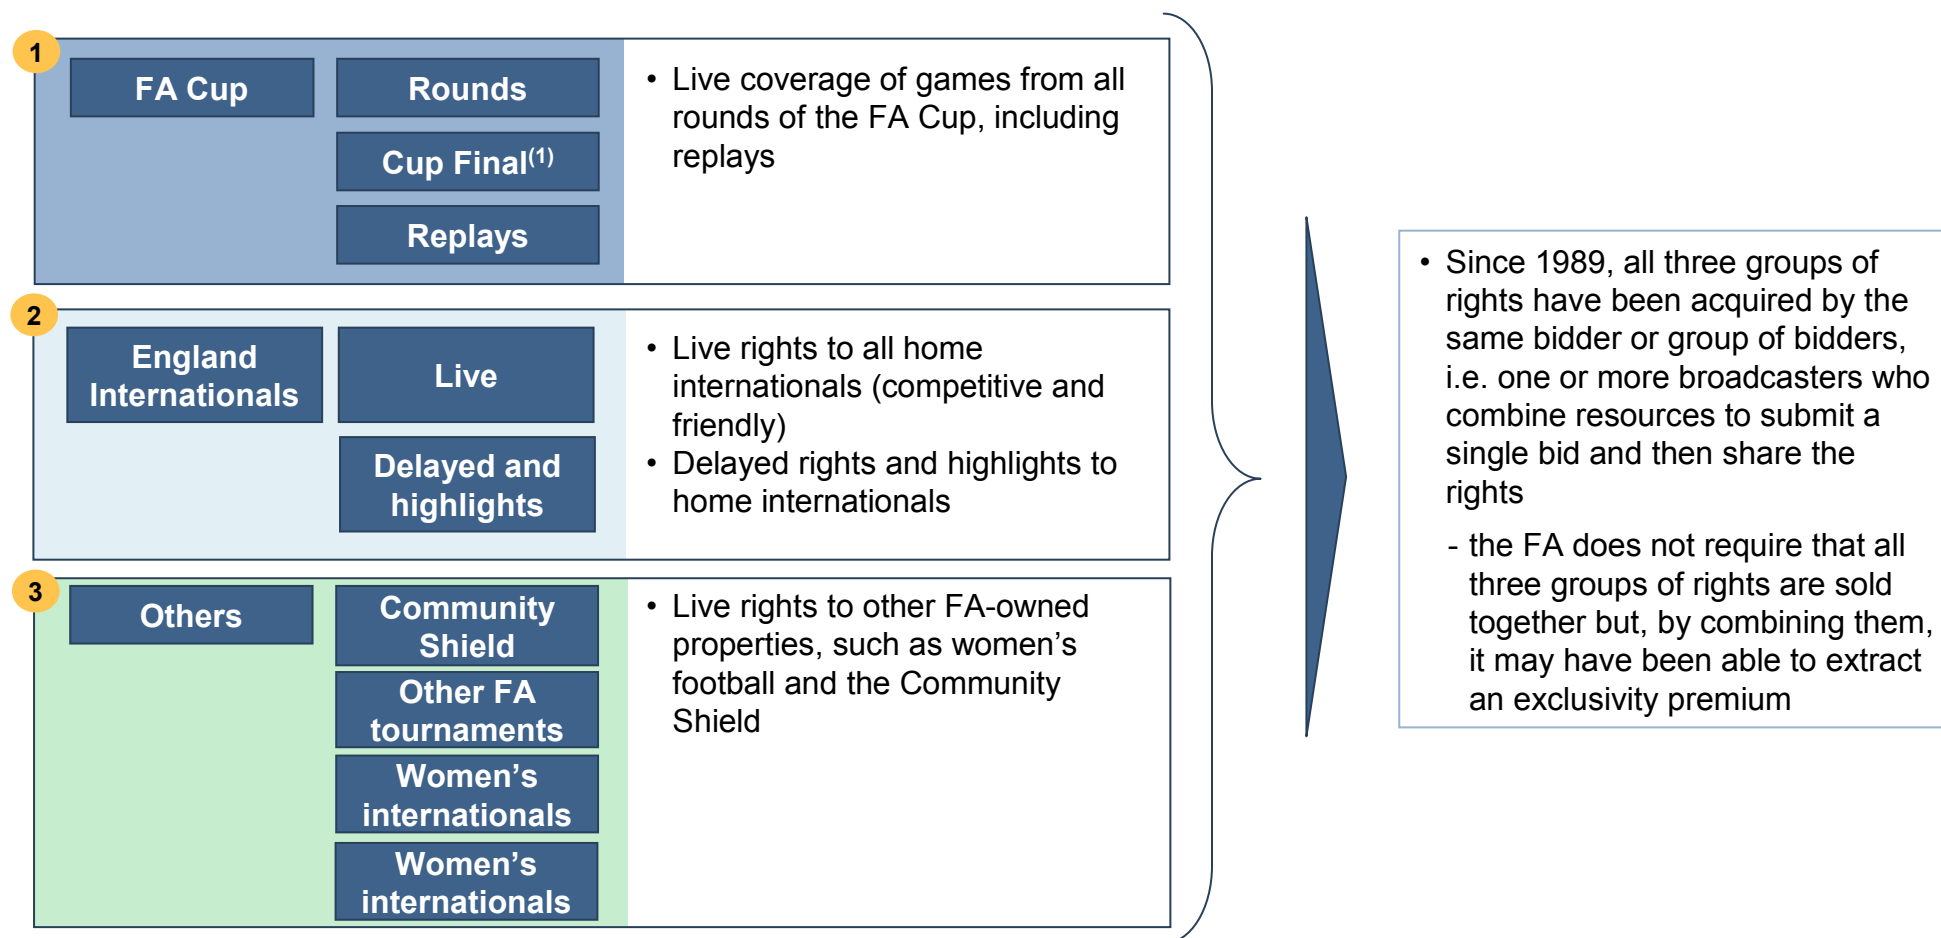 1
FA Cup
Rounds
Cup Final(1)
Replays
• Live coverage of games from all
rounds of the FA Cup, including
replays
2
England
Internationals
Live
Delayed and
highlights
• Live rights to all home
internationals (competitive and
friendly)
• Delayed rights and highlights to
home internationals
3
Others
Community
Shield
Other FA
tournaments
Women’s
internationals
Women’s
internationals
• Live rights to other FA-owned
properties, such as women’s
football and the Community
Shield
• Since 1989, all three groups of
rights have been acquired by the
same bidder or group of bidders,
i.e. one or more broadcasters who
combine resources to submit a
single bid and then share the
rights
- the FA does not require that all
three groups of rights are sold
together but, by combining them,
it may have been able to extract
an exclusivity premium